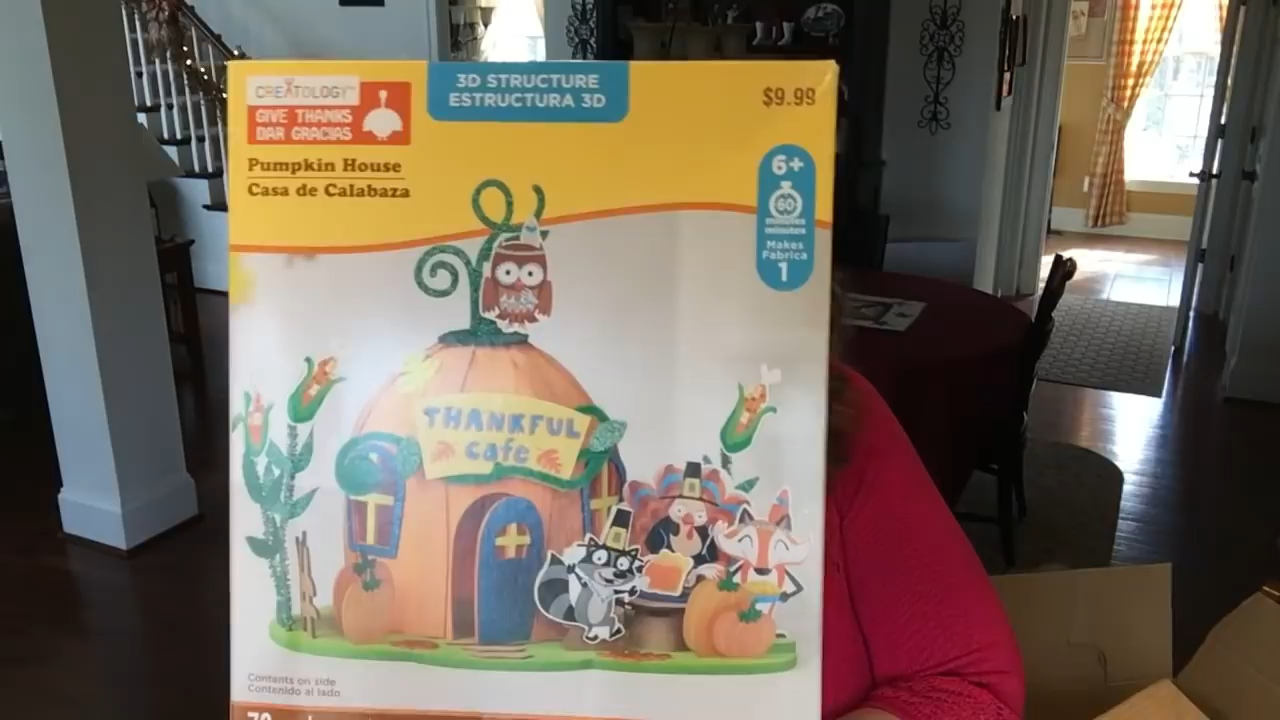 CREATOLOGY™
GIVE THANKS
DAR GRACIAS
Pumpkin House
Casa de Calabaza
3D STRUCTURE
ESTRUCTURA 3D
$9.99
6+
60
minutes
minutos
Makes
Fabrica
1
THANKFUL
cafe
Contents on side
Contenido al lado